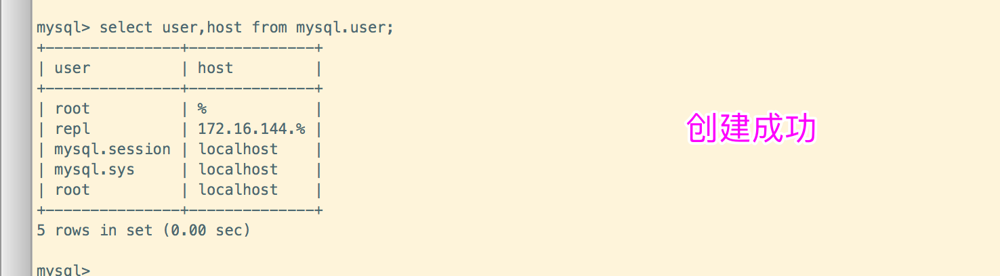 mysql> select user,host from mysql.user;
+---------------+--------------+
| user          | host         |
+---------------+--------------+
| root          | %            |
| repl          | 172.16.144.% |
| mysql.session | localhost    |
| mysql.sys     | localhost    |
| root          | localhost    |
+---------------+--------------+
5 rows in set (0.00 sec)
mysql>
创建成功